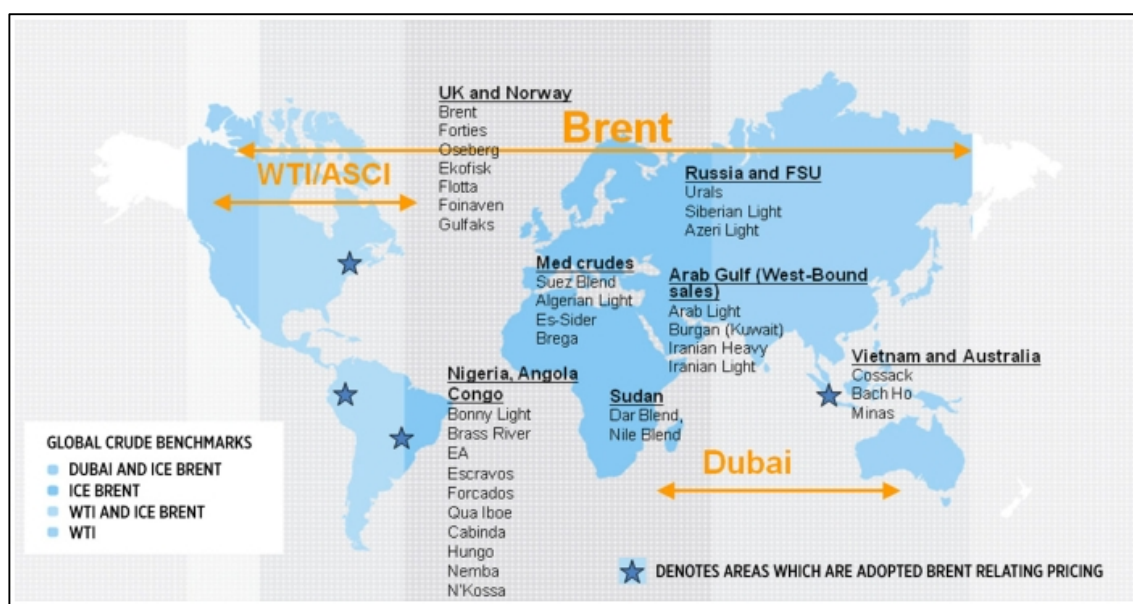 UK and Norway
Brent
Forties
Oseberg
Ekofisk
Flotta
Foinaven
Gulfaks
Brent
WTI/ASCI
Russia and FSU
Urals
Siberian Light
Azeri Light
Med crudes
Suez Blend
Algerian Light
Es-Sider
Brega
Arab Gulf (West-Bound
sales)
Arab Light
Burgan (Kuwait)
Iranian Heavy
Iranian Light
Vietnam and Australia
Cossack
Bach Ho
Minas
Nigeria, Angola
Congo
Bonny Light
Brass River
EA
Escravos
Forcados
Qua Iboe
Cabinda
Hungo
Nemba
N'Kossa
Sudan
Dar Blend,
Nile Blend
Dubai
GLOBAL CRUDE BENCHMARKS
DUBAI AND ICE BRENT
ICE BRENT
WTI AND ICE BRENT
WTI
DENOTES AREAS WHICH ARE ADOPTED BRENT RELATING PRICING